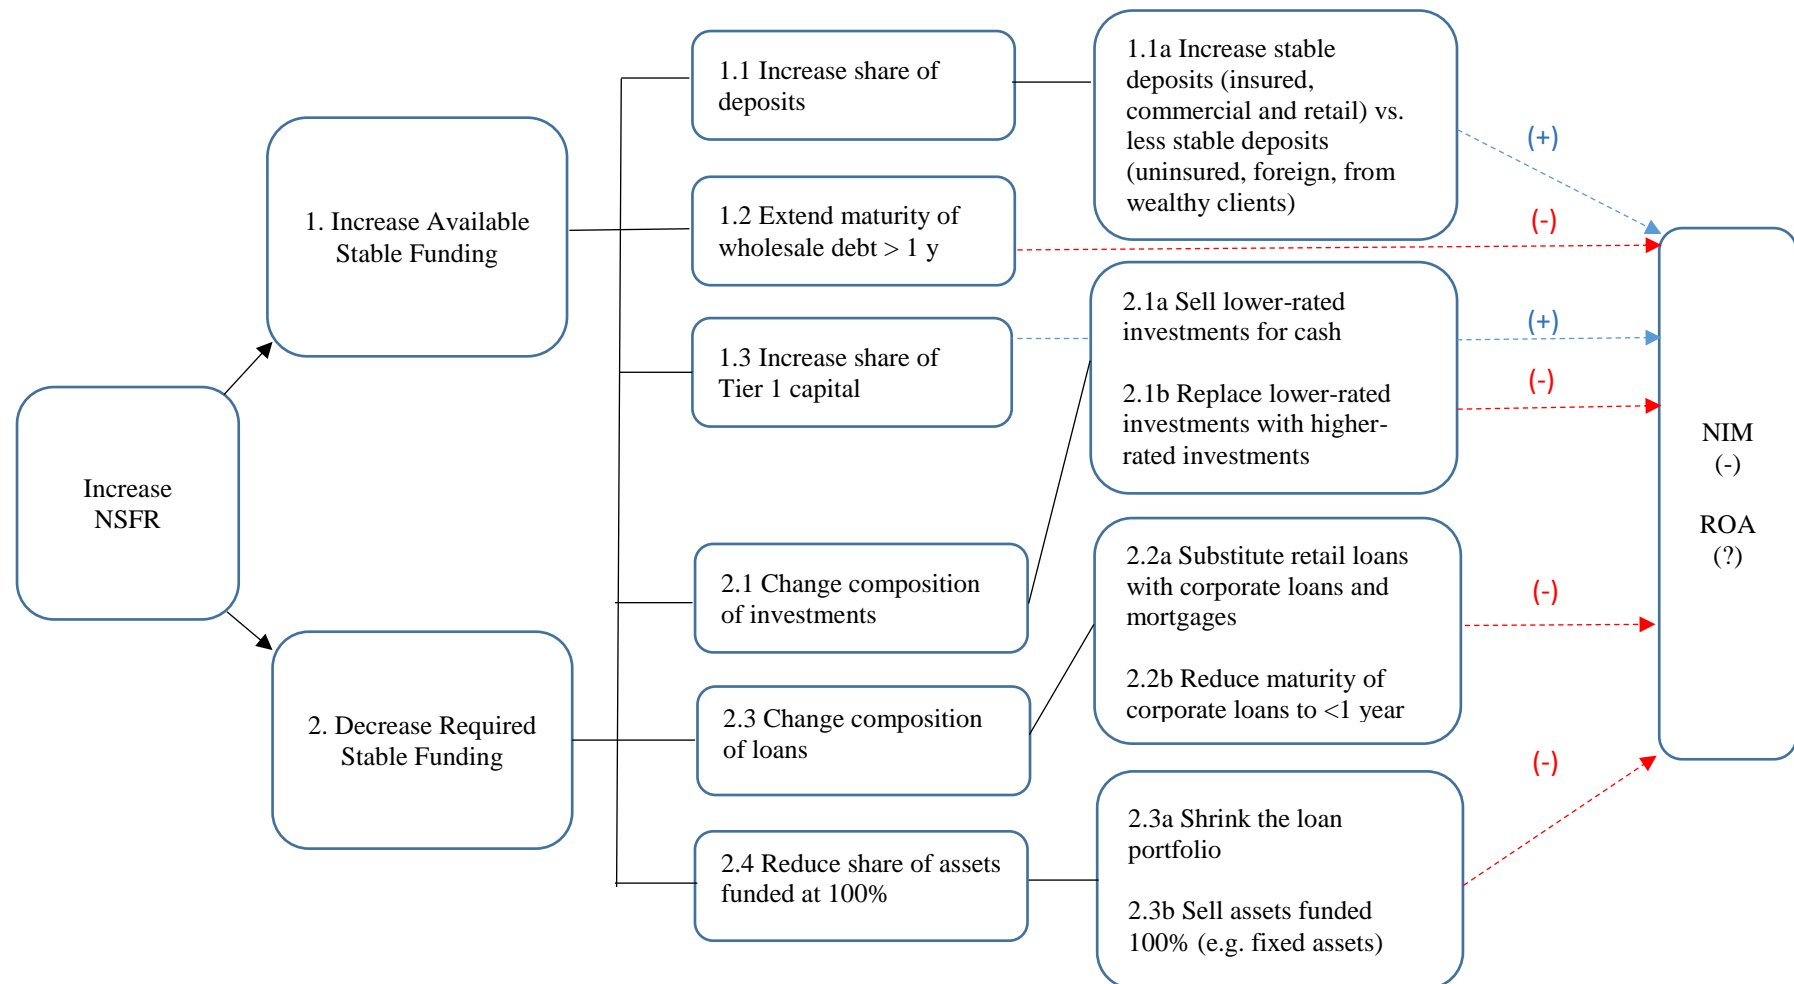 Increase
NSFR
1. Increase Available
Stable Funding
2. Decrease Required
Stable Funding
1.1 Increase share of
deposits
1.2 Extend maturity of
wholesale debt > 1 y
1.3 Increase share of
Tier 1 capital
2.1 Change composition
of investments
2.3 Change composition
of loans
2.4 Reduce share of assets
funded at 100%
1.1a Increase stable
deposits (insured,
commercial and retail) vs.
less stable deposits
(uninsured, foreign, from
wealthy clients)
2.1a Sell lower-rated
investments for cash
2.1b Replace lower-rated
investments with higher-
rated investments
2.2a Substitute retail loans
with corporate loans and
mortgages
2.2b Reduce maturity of
corporate loans to <1 year
2.3a Shrink the loan
portfolio
2.3b Sell assets funded
100% (e.g. fixed assets)
(+)
(-)
(+)
(-)
(-)
(-)
NIM
(-)
ROA
(?)